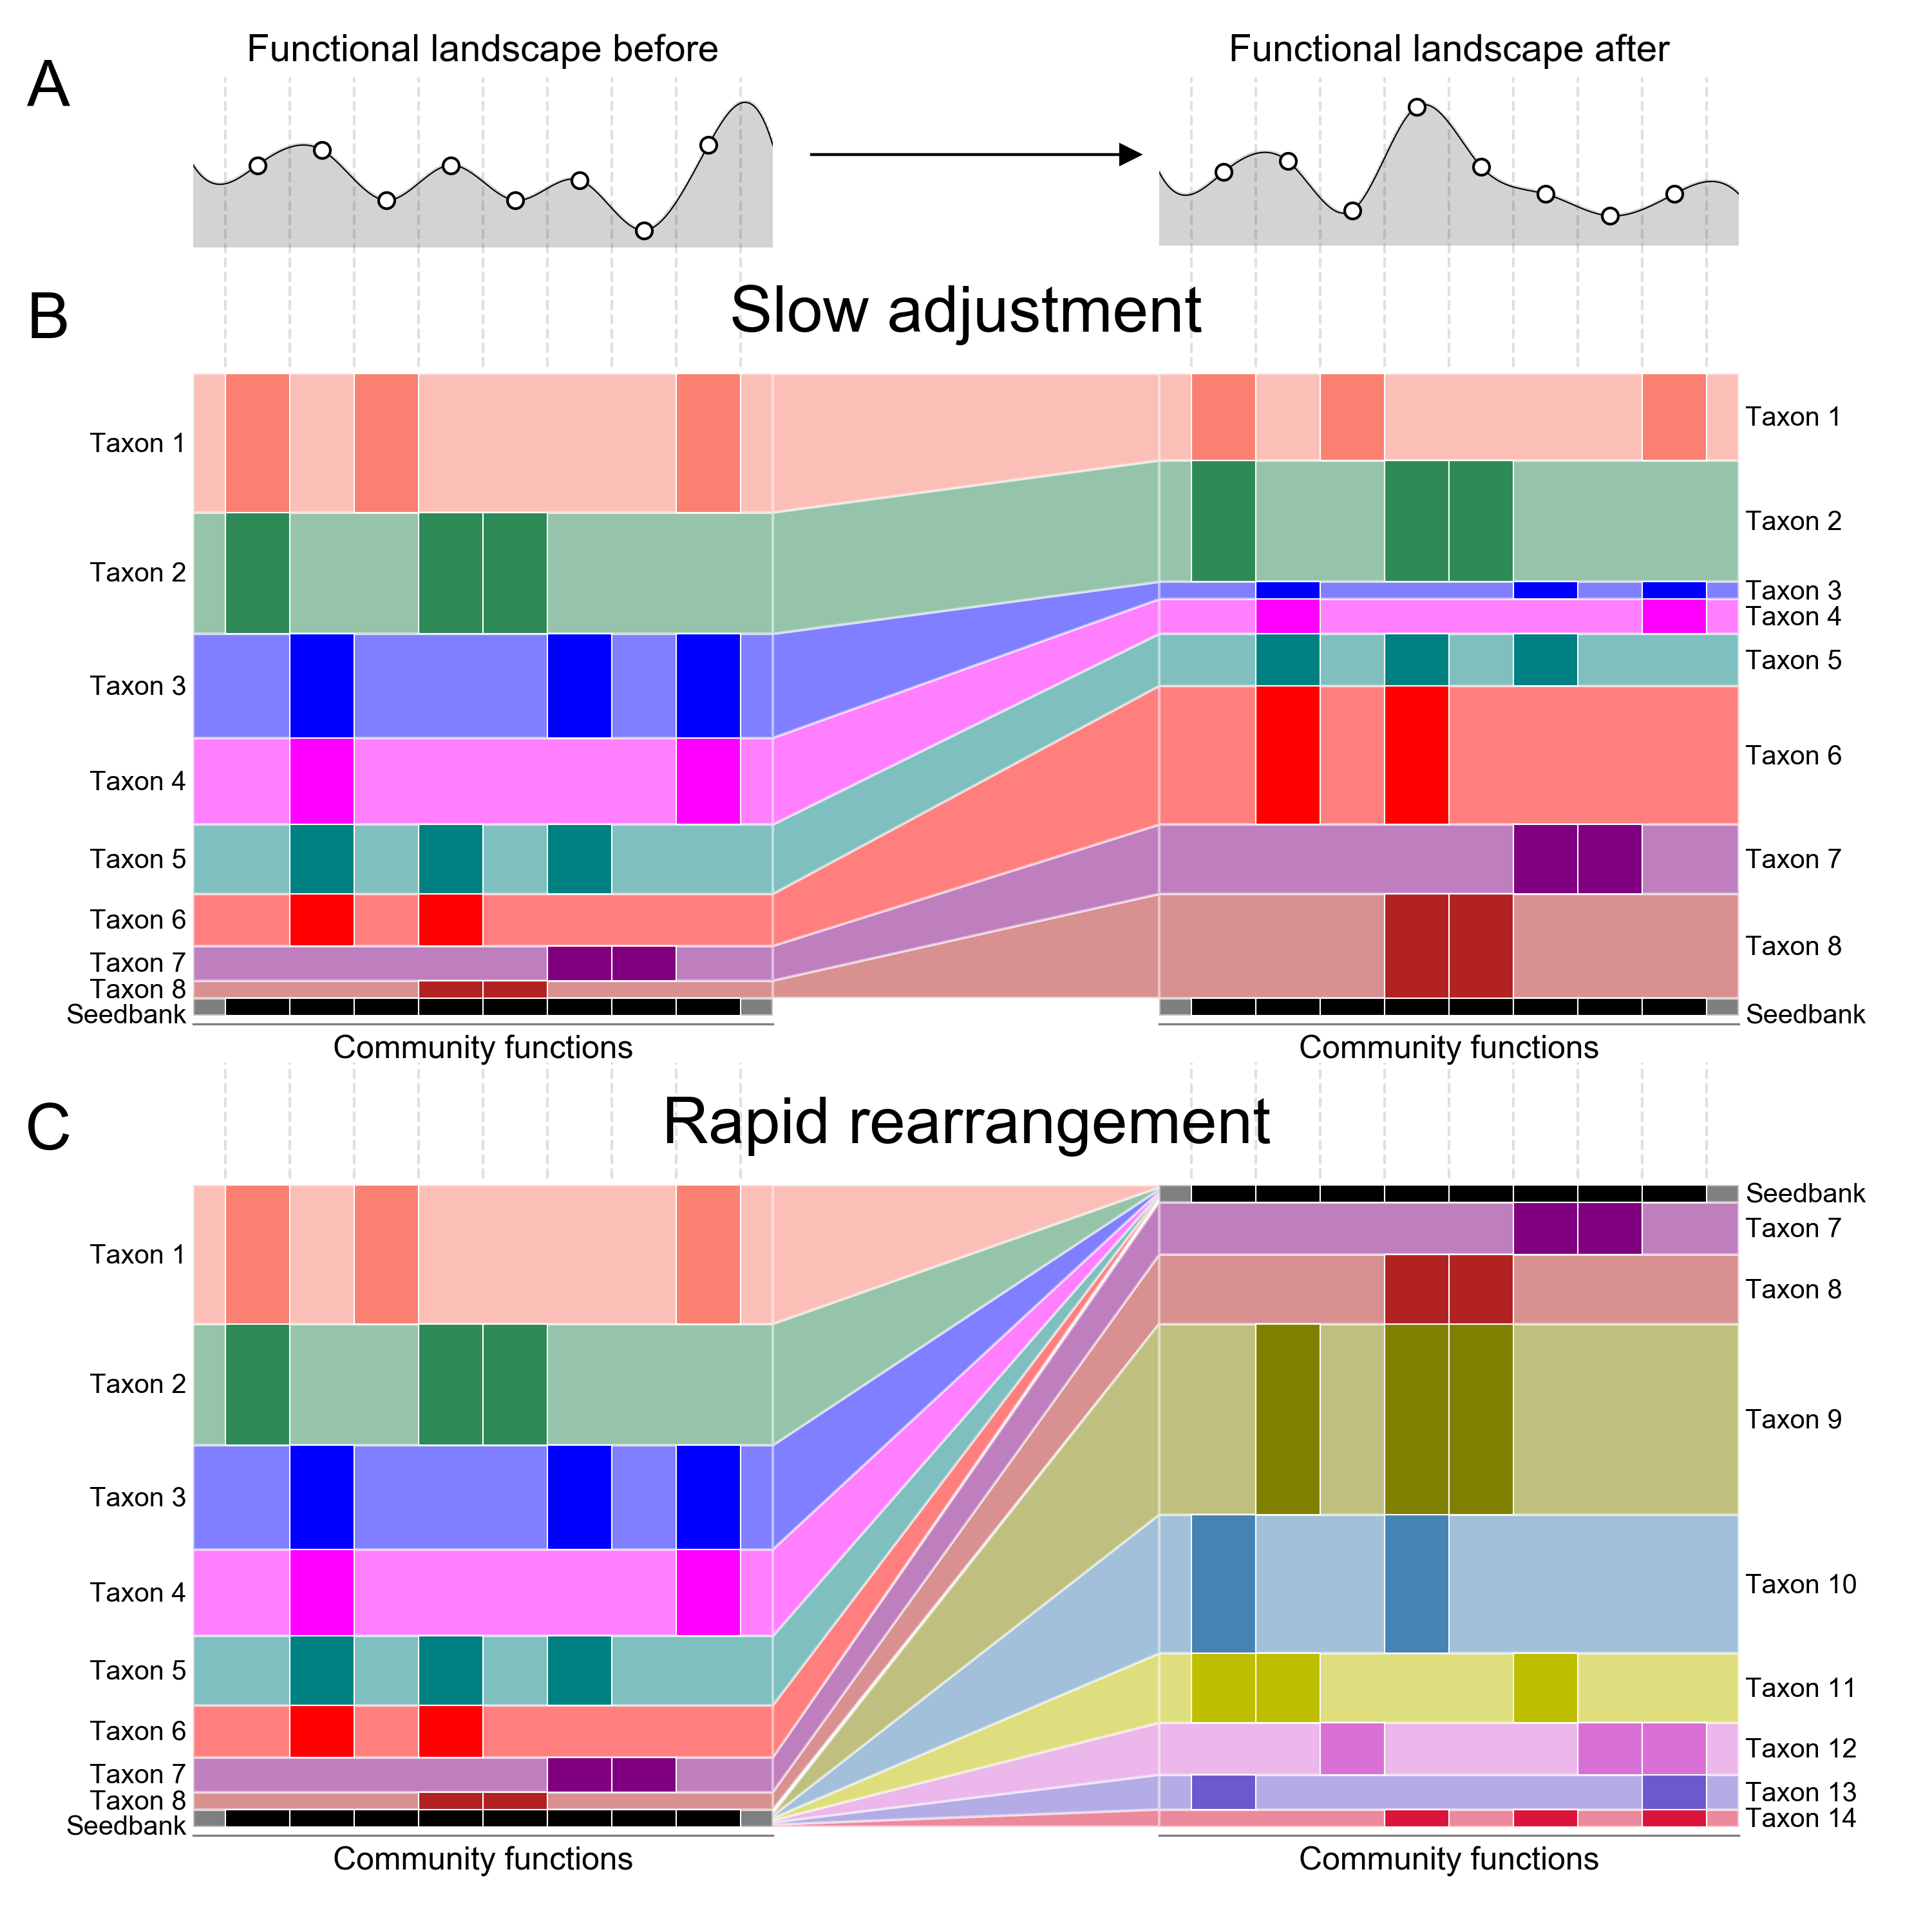 A
Functional landscape before
Functional landscape after
B
Slow adjustment
Taxon 1
Taxon 2
Taxon 3
Taxon 4
Taxon 5
Taxon 6
Taxon 7
Taxon 8
Seedbank
Community functions
Taxon 1
Taxon 2
Taxon 3
Taxon 4
Taxon 5
Taxon 6
Taxon 7
Taxon 8
Seedbank
Community functions
C
Rapid rearrangement
Taxon 1
Taxon 2
Taxon 3
Taxon 4
Taxon 5
Taxon 6
Taxon 7
Taxon 8
Seedbank
Community functions
Seedbank
Taxon 7
Taxon 8
Taxon 9
Taxon 10
Taxon 11
Taxon 12
Taxon 13
Taxon 14
Community functions